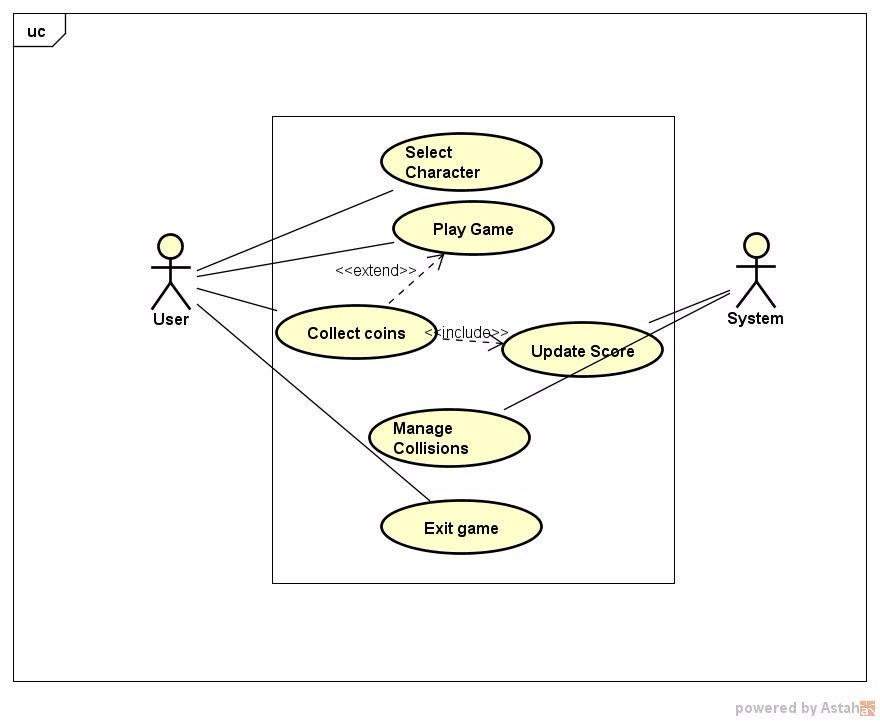 uc
Select
Character
Play Game
<<extend>>
User
System
Collect coins
<<include>>
Update Score
Manage
Collisions
Exit game
powered by Astah